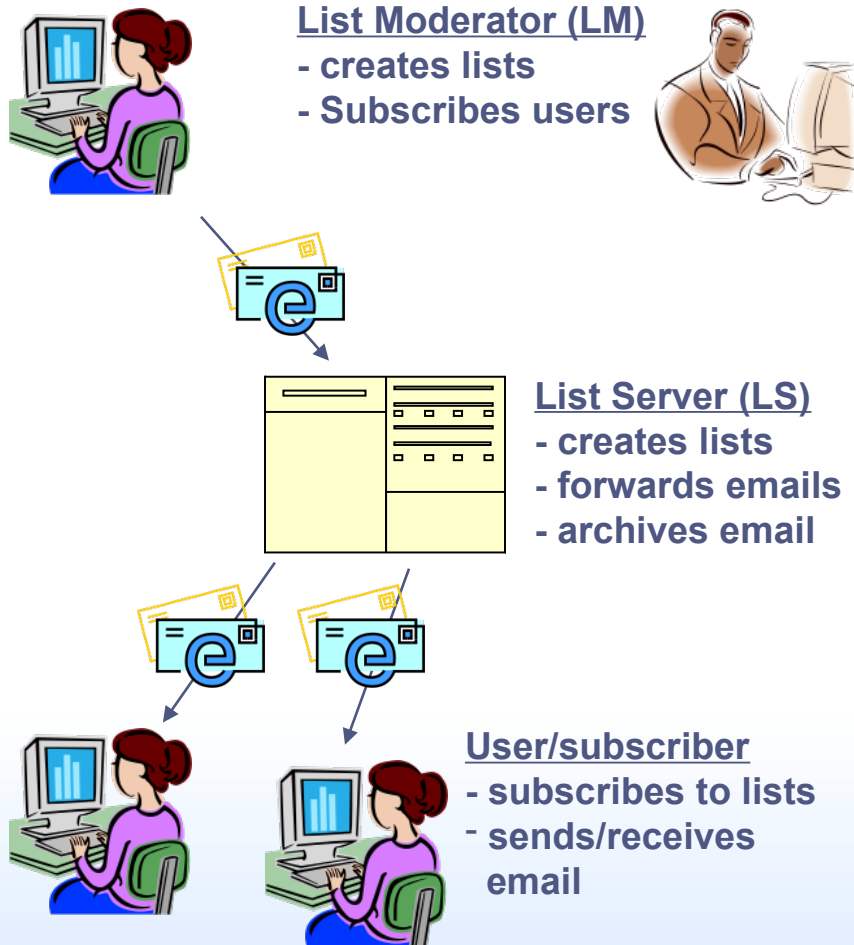 List Moderator (LM)
- creates lists
- Subscribes users
List Server (LS)
- creates lists
- forwards emails
- archives email
User/subscriber
- subscribes to lists
- sends/receives
email